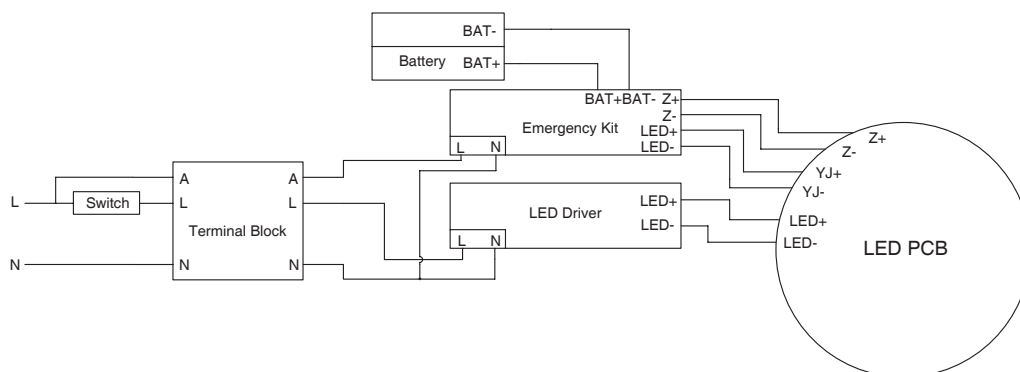 BAT-
Battery BAT+
BAT+BAT- Z+
Z-
Emergency Kit
LED+
LED-
L N
Z+
Z-
YJ+
YJ-
LED+
LED-
LED PCB
LED+
LED Driver
LED-
L N
A A
L Switch L L
Terminal Block
N N N